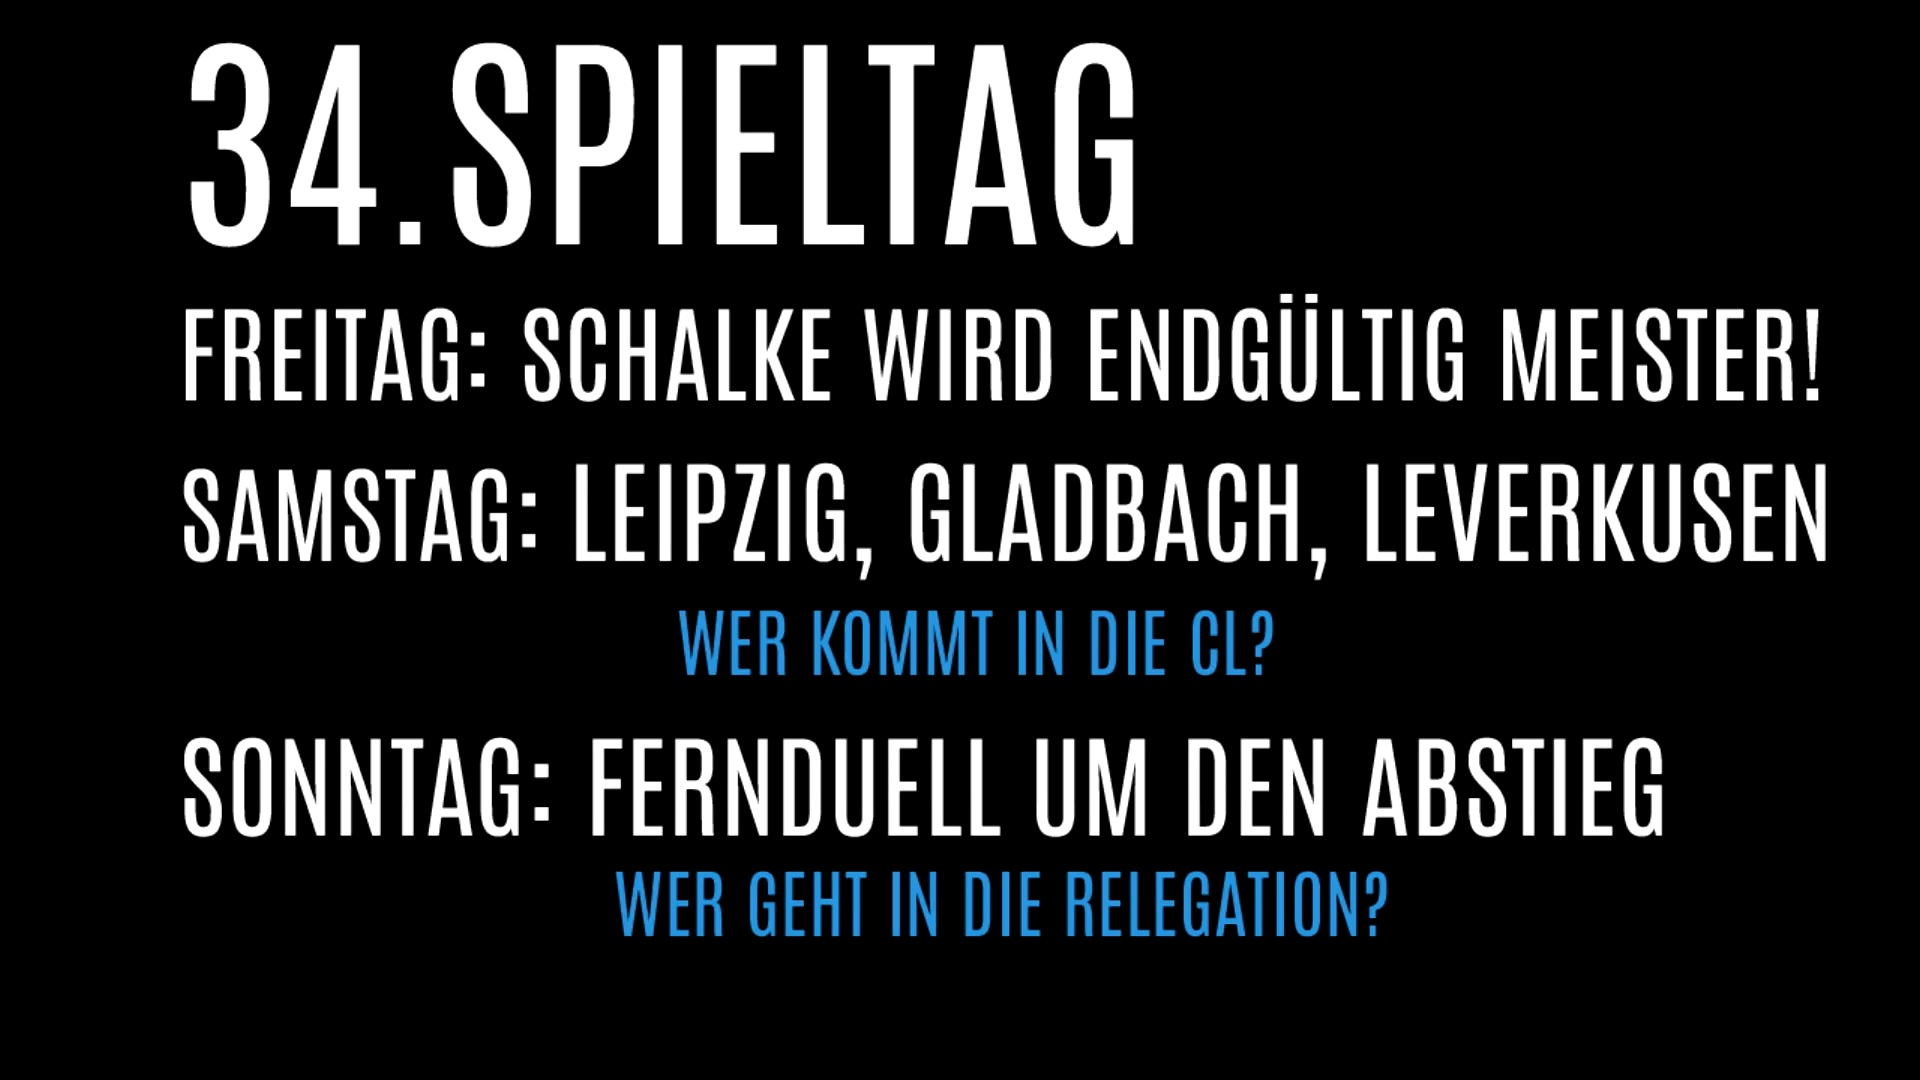 34. SPIELTAG
FREITAG: SCHALKE WIRD ENDGÜLTIG MEISTER!
SAMSTAG: LEIPZIG, GLADBACH, LEVERKUSEN
WER KOMMT IN DIE CL?
SONNTAG: FERNDUELL UM DEN ABSTIEG
WER GEHT IN DIE RELEGATION?